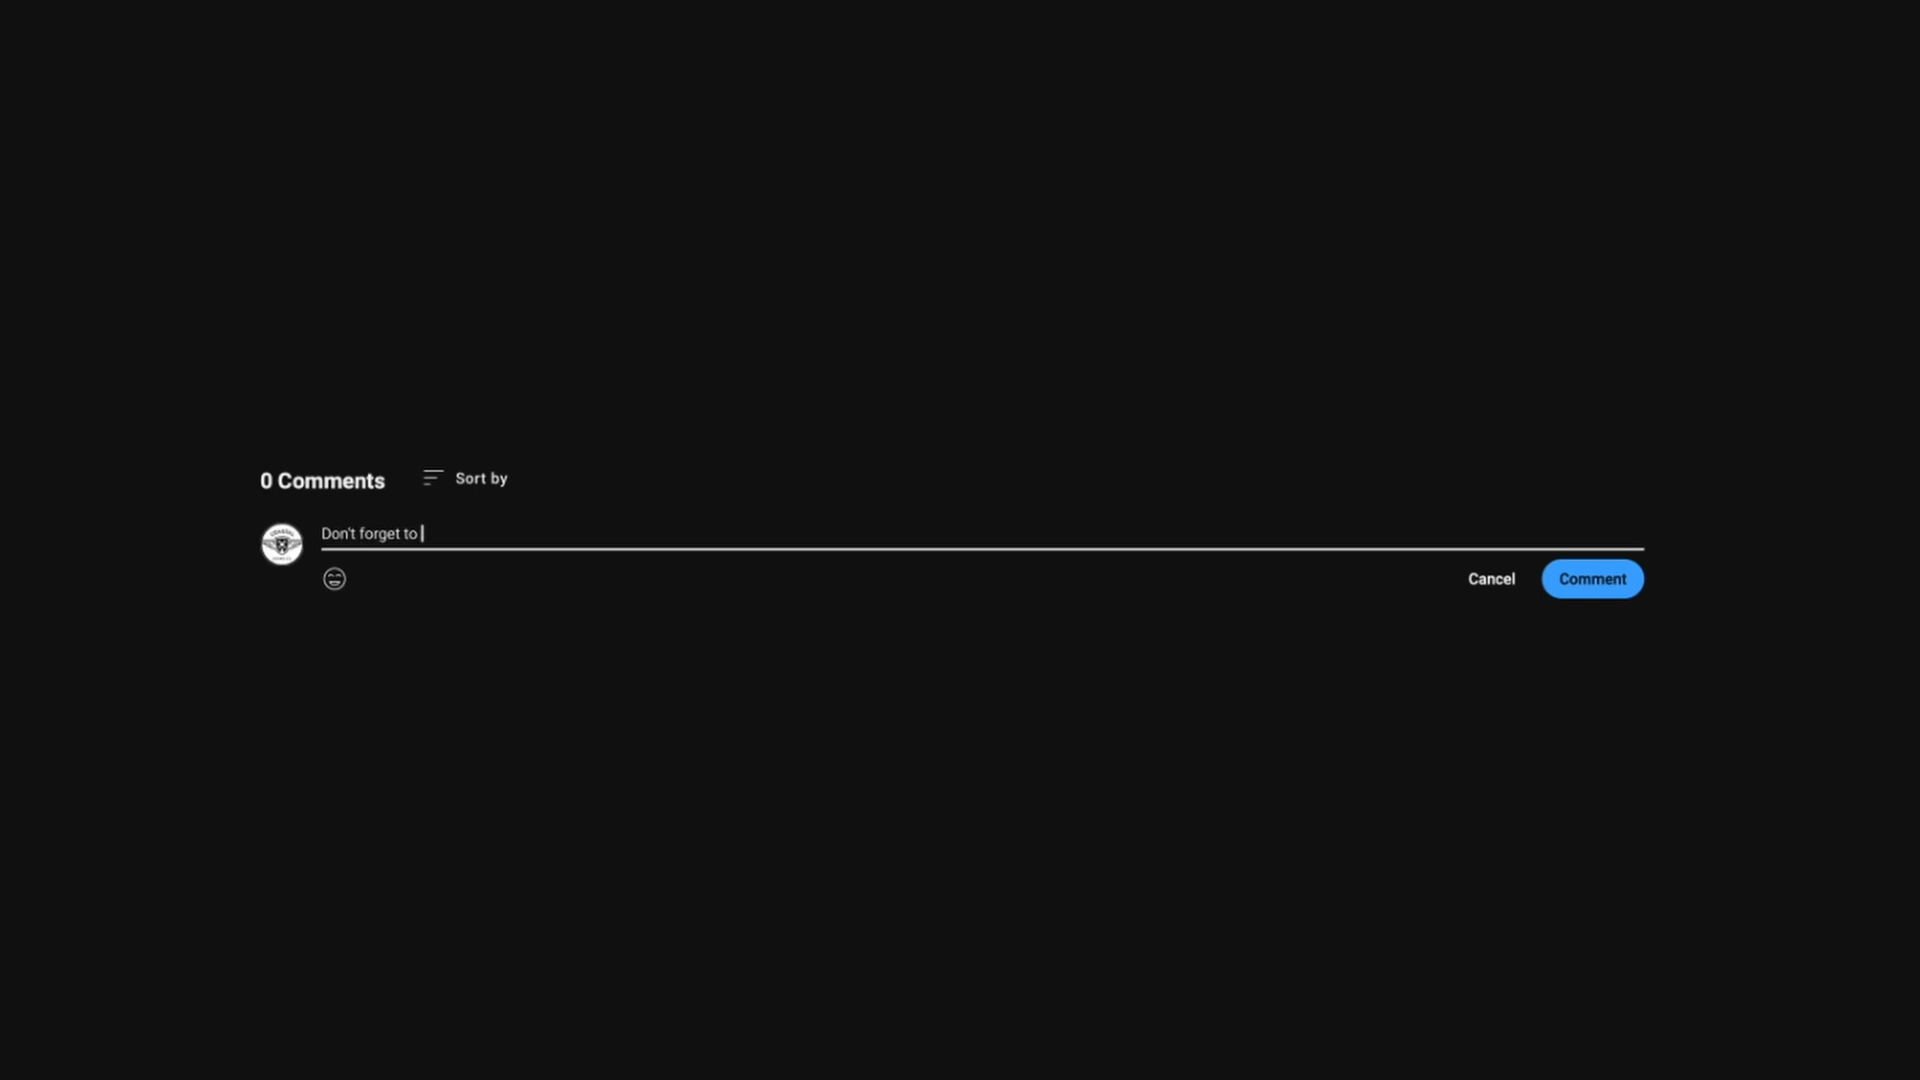 0 Comments
Sort by
Don't forget to
Cancel
Comment